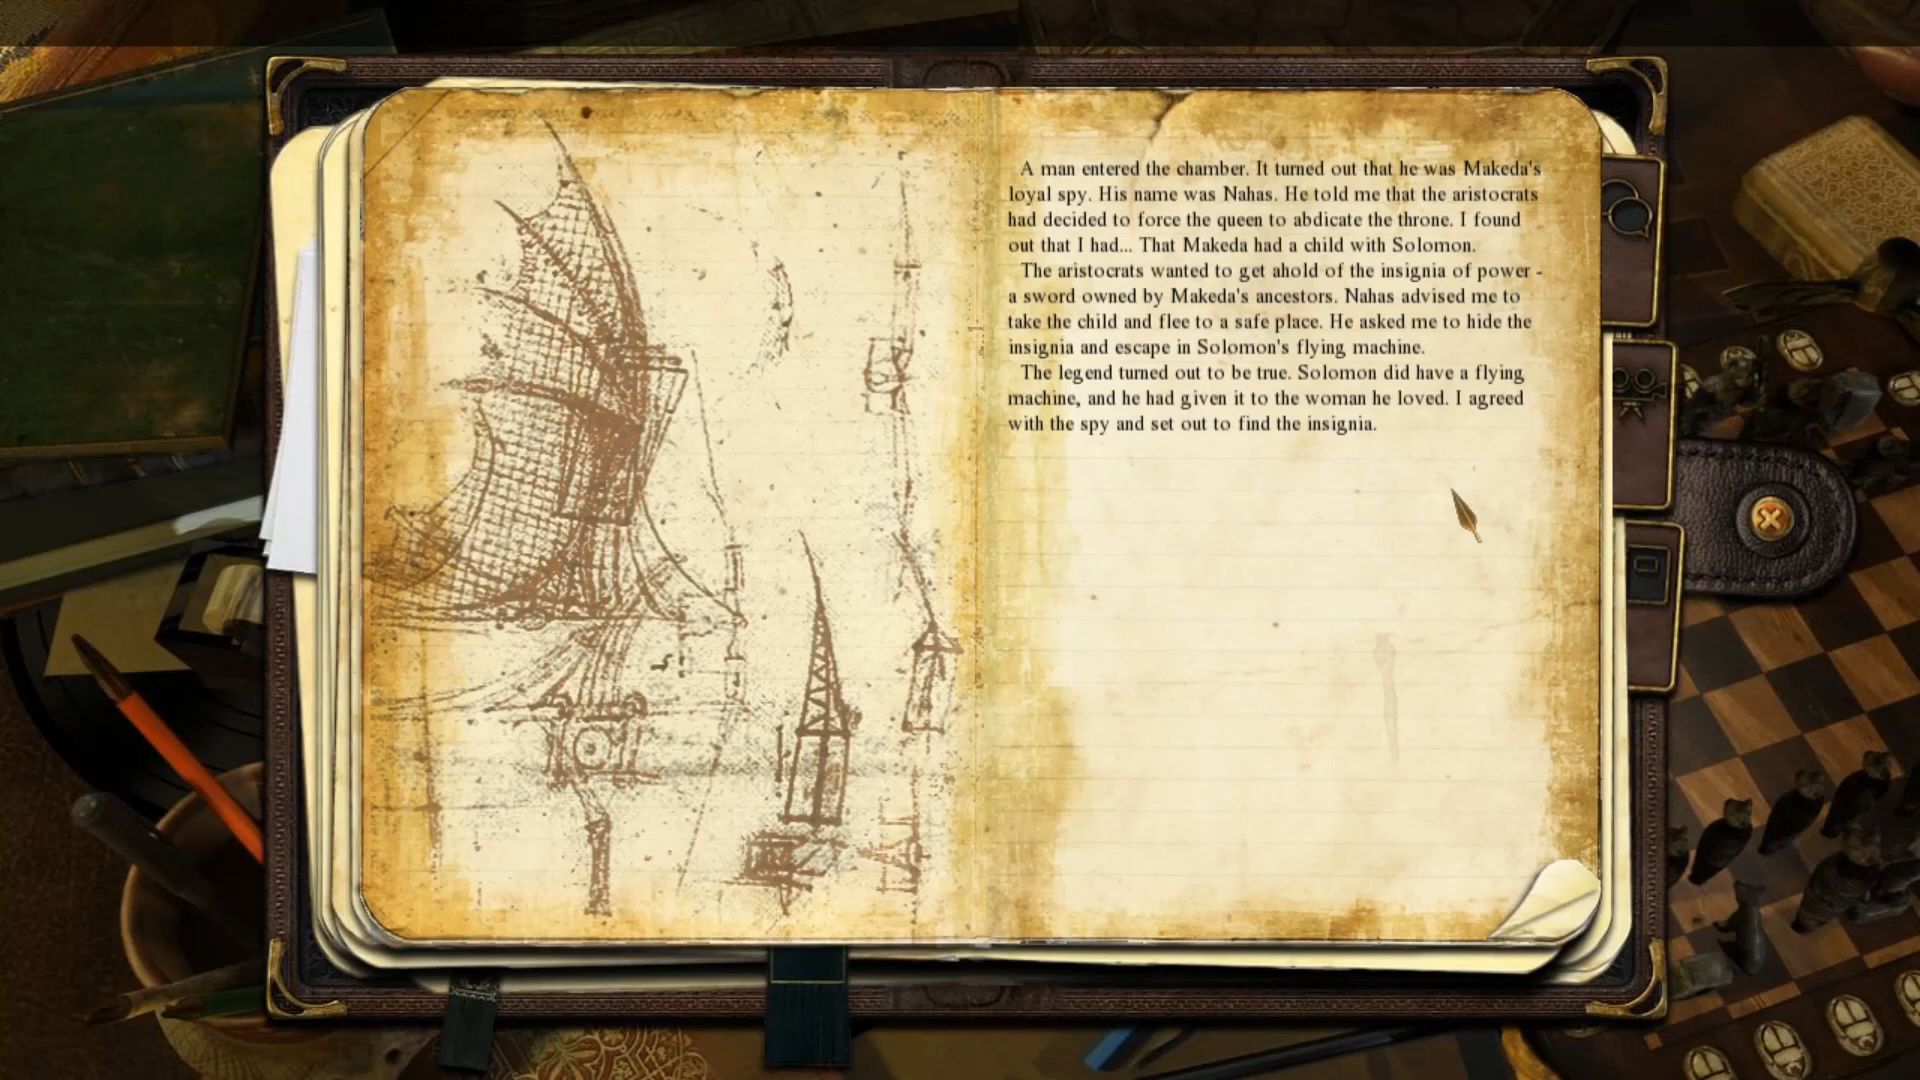 A man entered the chamber. It turned out that he was Makeda's
loyal spy. His name was Nahas. He told me that the aristocrats
had decided to force the queen to abdicate the throne. I found
out that I had... That Makeda had a child with Solomon.
The aristocrats wanted to get ahold of the insignia of power -
a sword owned by Makeda's ancestors. Nahas advised me to
take the child and flee to a safe place. He asked me to hide the
insignia and escape in Solomon's flying machine.
The legend turned out to be true. Solomon did have a flying
machine, and he had given it to the woman he loved. I agreed
with the spy and set out to find the insignia.